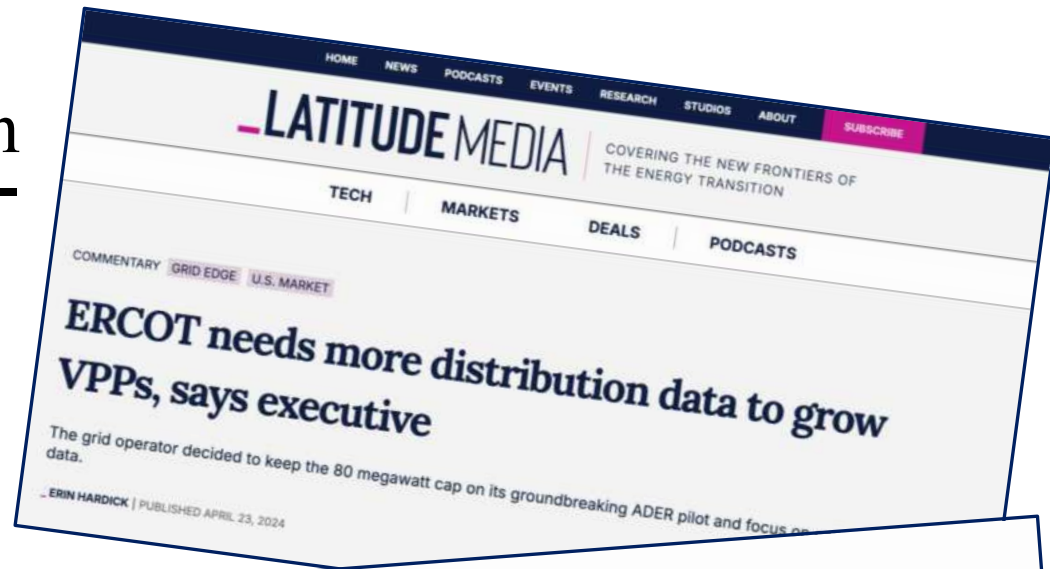 HOME NEWS PODCASTS EVENTS RESEARCH STUDIOS ABOUT SUBSCRIBE
_LATITUDE MEDIA
COVERING THE NEW FRONTIERS OF
THE ENERGY TRANSITION
TECH MARKETS DEALS PODCASTS
COMMENTARY GRID EDGE U.S. MARKET
ERCOT needs more distribution data to grow
VPPs, says executive
The grid operator decided to keep the 80 megawatt cap on its groundbreaking ADER pilot and focus on
data.
_ ERIN HARDICK | PUBLISHED APRIL 23, 2024